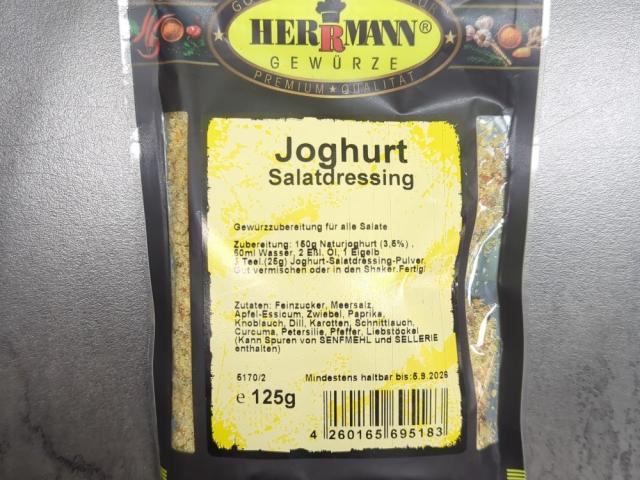 HERRMANN®
GEWÜRZE
PREMIUM ★ QUALITÄT
Joghurt
Salatdressing
Gewürzzubereitung für alle Salate
Zubereitung: 150g Naturjoghurt (3,5%) ,
50ml Wasser, 2 Eßl. Öl, 1 Eigelb
3 Teel.(25g) Joghurt-Salatdressing-Pulver
Gut vermischen oder in den Shaker.Fertig!
Zutaten: Feinzucker, Meersalz,
Apfel-Essicum, Zwiebel, Paprika,
Knoblauch, Dill, Karotten, Schnittlauch,
Curcuma, Petersilie, Pfeffer, Liebstöckel
(Kann Spuren von SENFMEHL und SELLERIE
enthalten)
5170/2 Mindestens haltbar bis:5.9.2026
e 125g
4 260165 695183